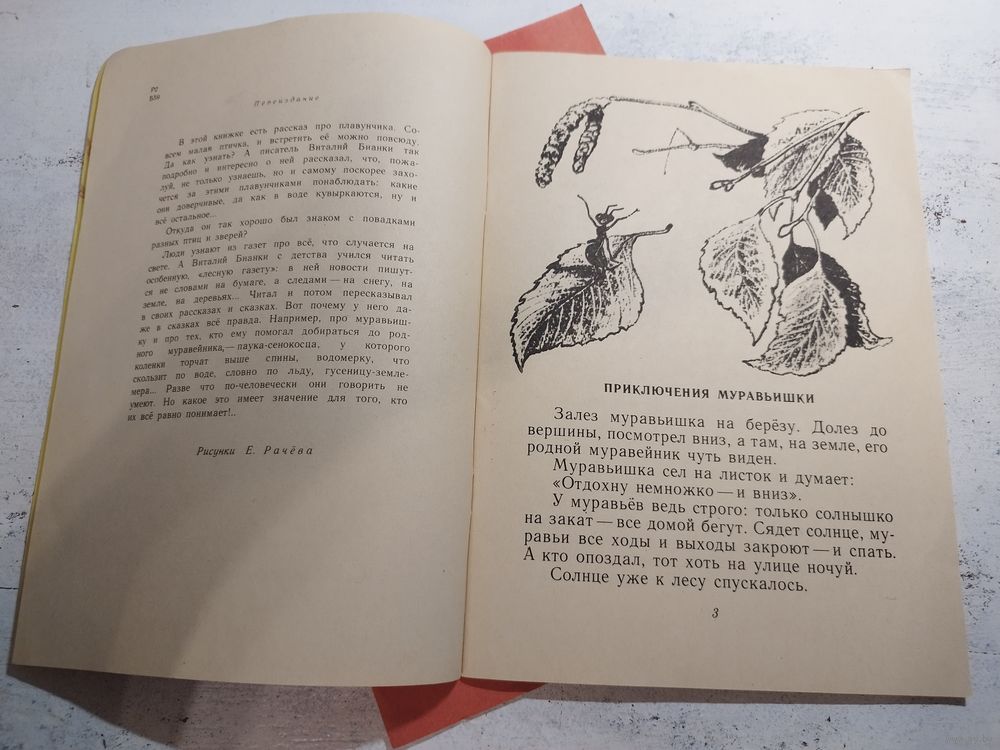 Р2
Б59
Переиздание
В этой книжке есть рассказ про плавунчика. Со-
всем малая птичка, и встретить её можно повсюду.
Да как узнать? А писатель Виталий Бианки так
подробно и интересно о ней рассказал, что, пожа-
луй, не только узнаешь, но и самому поскорее захо-
чется за этими плавунчиками понаблюдать: какие
они доверчивые, да как в воде кувыркаются, ну и
всё остальное...
Откуда он так хорошо был знаком с повадками
разных птиц и зверей?
Люди узнают из газет про всё, что случается на
свете. А Виталий Бианки с детства учился читать
особенную, «лесную газету»: в ней новости пишут-
ся не словами на бумаге, а следами — на снегу, на
земле, на деревьях... Читал и потом пересказывал
в своих рассказах и сказках. Вот почему у него да-
же в сказках всё правда. Например, про муравьиш-
ку и про тех, кто ему помогал добираться до род-
ного муравейника, — паука-сенокосца, у которого
коленки торчат выше спины, водомерку, что
скользит по воде, словно по льду, гусеницу-земле-
мера... Разве что по-человечески они говорить не
умеют. Но какое это имеет значение для того, кто
их всё равно понимает!..
Рисунки Е. Рачёва
ПРИКЛЮЧЕНИЯ МУРАВЬИШКИ
Залез муравьишка на берёзу. Долез до
вершины, посмотрел вниз, а там, на земле, его
родной муравейник чуть виден.
Муравьишка сел на листок и думает:
«Отдохну немножко — и вниз».
У муравьёв ведь строго: только солнышко
на закат — все домой бегут. Сядет солнце, му-
равьи все ходы и выходы закроют — и спать.
А кто опоздал, тот хоть на улице ночуй.
Солнце уже к лесу спускалось.
3